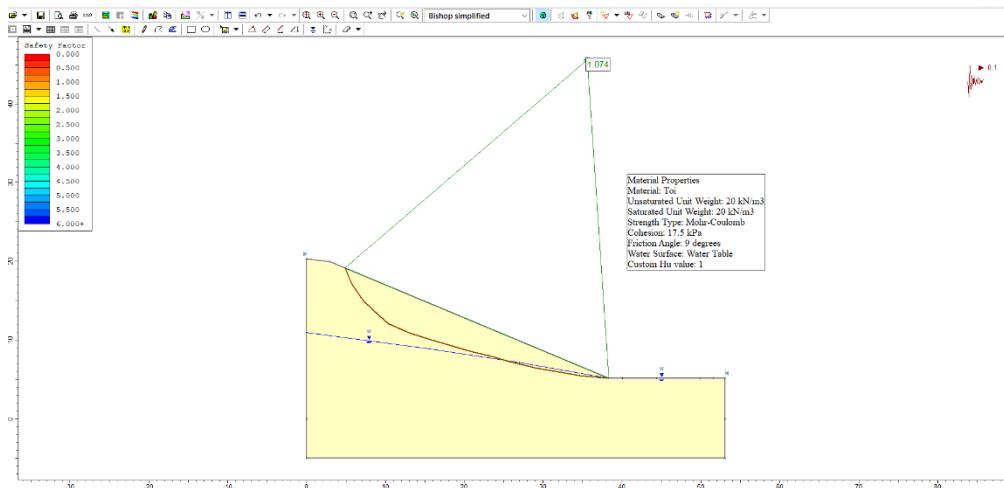 Bishop simplified
Safety Factor
0.000
0.500
1.000
1.500
2.000
2.500
3.000
3.500
4.000
4.500
5.000
5.500
6.000+
1.074
0.1
Material Properties
Material: Toi
Unsaturated Unit Weight: 20 kN/m3
Saturated Unit Weight: 20 kN/m3
Strength Type: Mohr-Coulomb
Cohesion: 17.5 kPa
Friction Angle: 9 degrees
Water Surface: Water Table
Custom Hu value: 1
W
W
40
30
20
10
0
-30
-20
-10
0
10
20
30
40
50
60
70
80